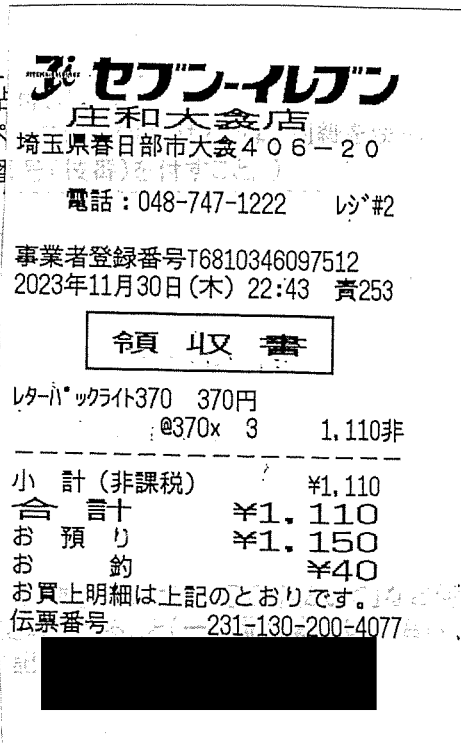 セブン-イレブン
庄和大衾店
埼玉県春日部市大衾406-20
電話：048-747-1222 レジ#2
事業者登録番号T6810346097512
2023年11月30日(木) 22:43 責253
領収書
レターパックライト370 370円
@370x 3 1,110非
小 計(非課税) ¥1,110
合 計 ¥1,110
お 預 り ¥1,150
お 釣 ¥40
お買上明細は上記のとおりです。
伝票番号 231-130-200-4077